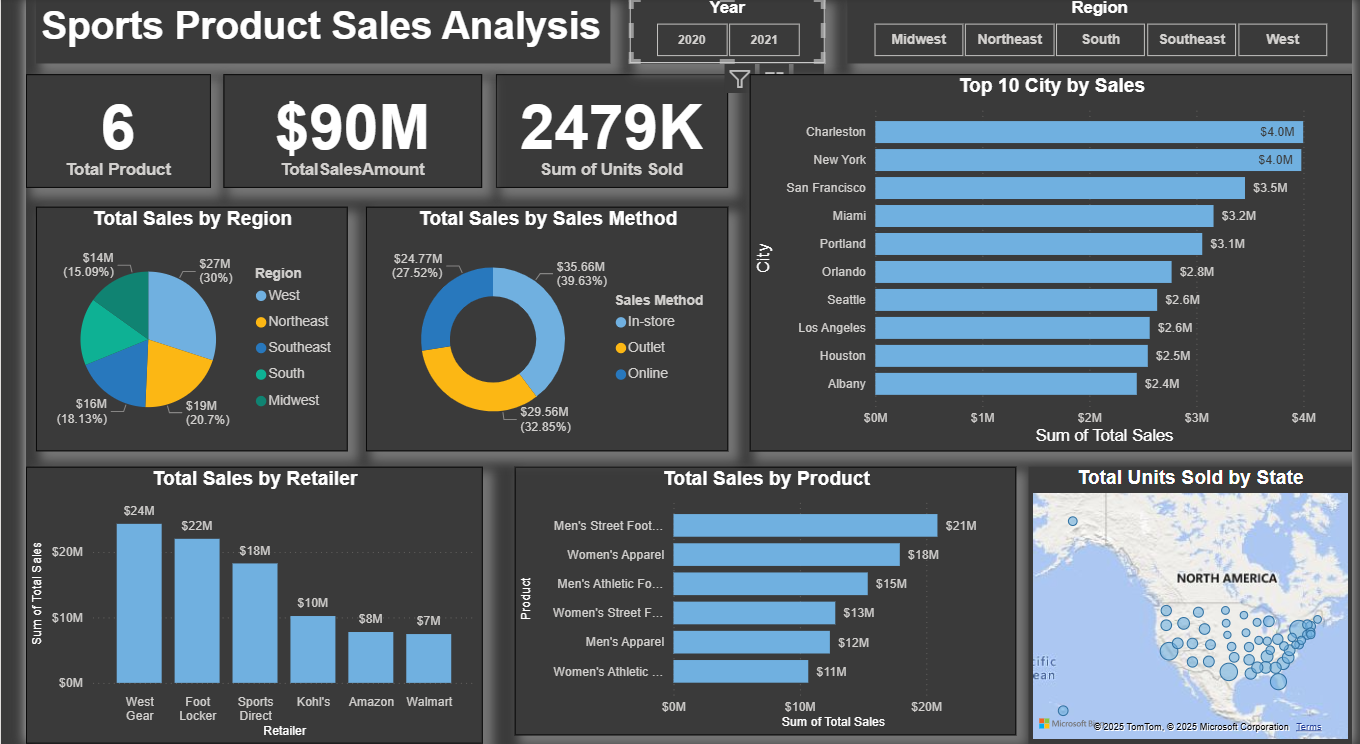 Sports Product Sales Analysis
Year
2020
2021
Region
Midwest
Northeast
South
Southeast
West
6
Total Product
$90M
TotalSalesAmount
2479K
Sum of Units Sold
Top 10 City by Sales
City
Charleston
$4.0M
New York
$4.0M
San Francisco
$3.5M
Miami
$3.2M
Portland
$3.1M
Orlando
$2.8M
Seattle
$2.6M
Los Angeles
$2.6M
Houston
$2.5M
Albany
$2.4M
$0M
$1M
$2M
$3M
$4M
Sum of Total Sales
Total Sales by Region
$14M
(15.09%)
$27M
(30%)
$16M
(18.13%)
$19M
(20.7%)
Region
West
Northeast
Southeast
South
Midwest
Total Sales by Sales Method
$24.77M
(27.52%)
$35.66M
(39.63%)
$29.56M
(32.85%)
Sales Method
In-store
Outlet
Online
Total Sales by Retailer
Sum of Total Sales
$20M
$10M
$0M
$24M
$22M
$18M
$10M
$8M
$7M
West
Gear
Foot
Locker
Sports
Direct
Kohl's
Amazon
Walmart
Retailer
Total Sales by Product
Product
Men's Street Foot...
$21M
Women's Apparel
$18M
Men's Athletic Fo...
$15M
Women's Street F...
$13M
Men's Apparel
$12M
Women's Athletic ...
$11M
$0M
$10M
$20M
Sum of Total Sales
Total Units Sold by State
NORTH AMERICA
Microsoft
© 2025 TomTom, © 2025 Microsoft Corporation
Terms